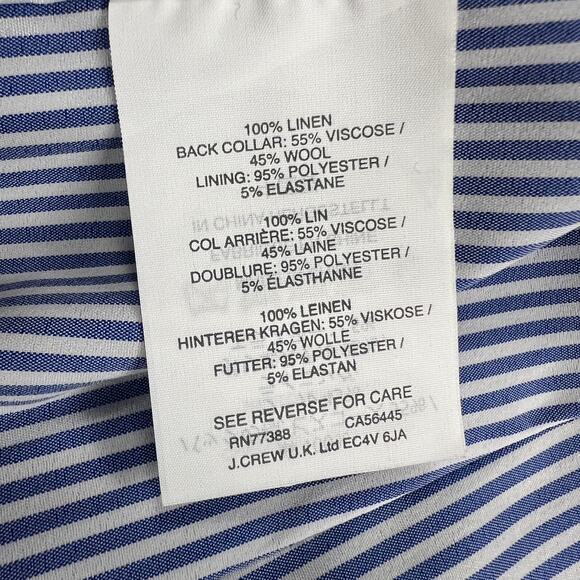 100% LINEN
BACK COLLAR: 55% VISCOSE /
45% WOOL
LINING: 95% POLYESTER /
5% ELASTANE
100% LIN
COL ARRIÈRE: 55% VISCOSE /
45% LAINE
DOUBLURE: 95% POLYESTER /
5% ÉLASTHANNE
100% LEINEN
HINTERER KRAGEN: 55% VISKOSE /
45% WOLLE
FUTTER: 95% POLYESTER /
5% ELASTAN
SEE REVERSE FOR CARE
RN77388 CA56445
J.CREW U.K. Ltd EC4V 6JA